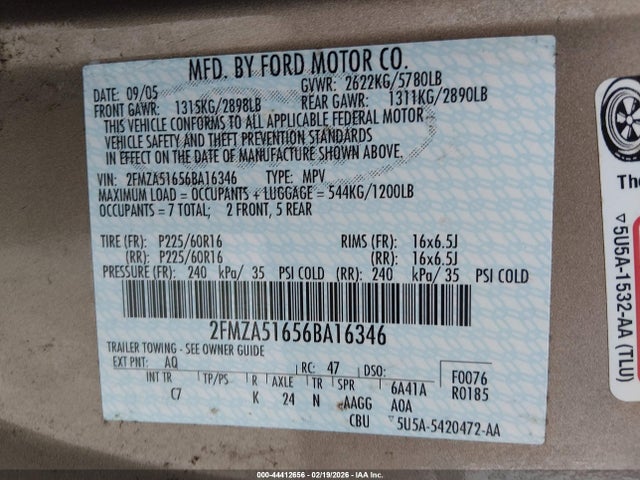 MFD. BY FORD MOTOR CO.
DATE: 09/05 GVWR: 2622KG/5780LB
FRONT GAWR: 1315KG/2898LB REAR GAWR: 1311KG/2890LB
THIS VEHICLE CONFORMS TO ALL APPLICABLE FEDERAL MOTOR
VEHICLE SAFETY AND THEFT PREVENTION STANDARDS
IN EFFECT ON THE DATE OF MANUFACTURE SHOWN ABOVE.
VIN: 2FMZA51656BA16346 TYPE: MPV
MAXIMUM LOAD = OCCUPANTS + LUGGAGE = 544KG/1200LB
OCCUPANTS = 7 TOTAL; 2 FRONT, 5 REAR
TIRE (FR): P225/60R16 RIMS (FR): 16x6.5J
(RR): P225/60R16 (RR): 16x6.5J
PRESSURE (FR): 240 kPa/ 35 PSI COLD (RR): 240 kPa/ 35 PSI COLD
2FMZA51656BA16346
TRAILER TOWING - SEE OWNER GUIDE
EXT PNT: AQ RC: 47 DSO: F0076
INT TR TP/PS R AXLE TR SPR 6A41A R0185
C7 K 24 N AAGG A0A
CBU ▽5U5A-5420472-AA
The
▽5U5A-1532-AA (TLU)
000-44412656 - 02/19/2026 - IAA Inc.